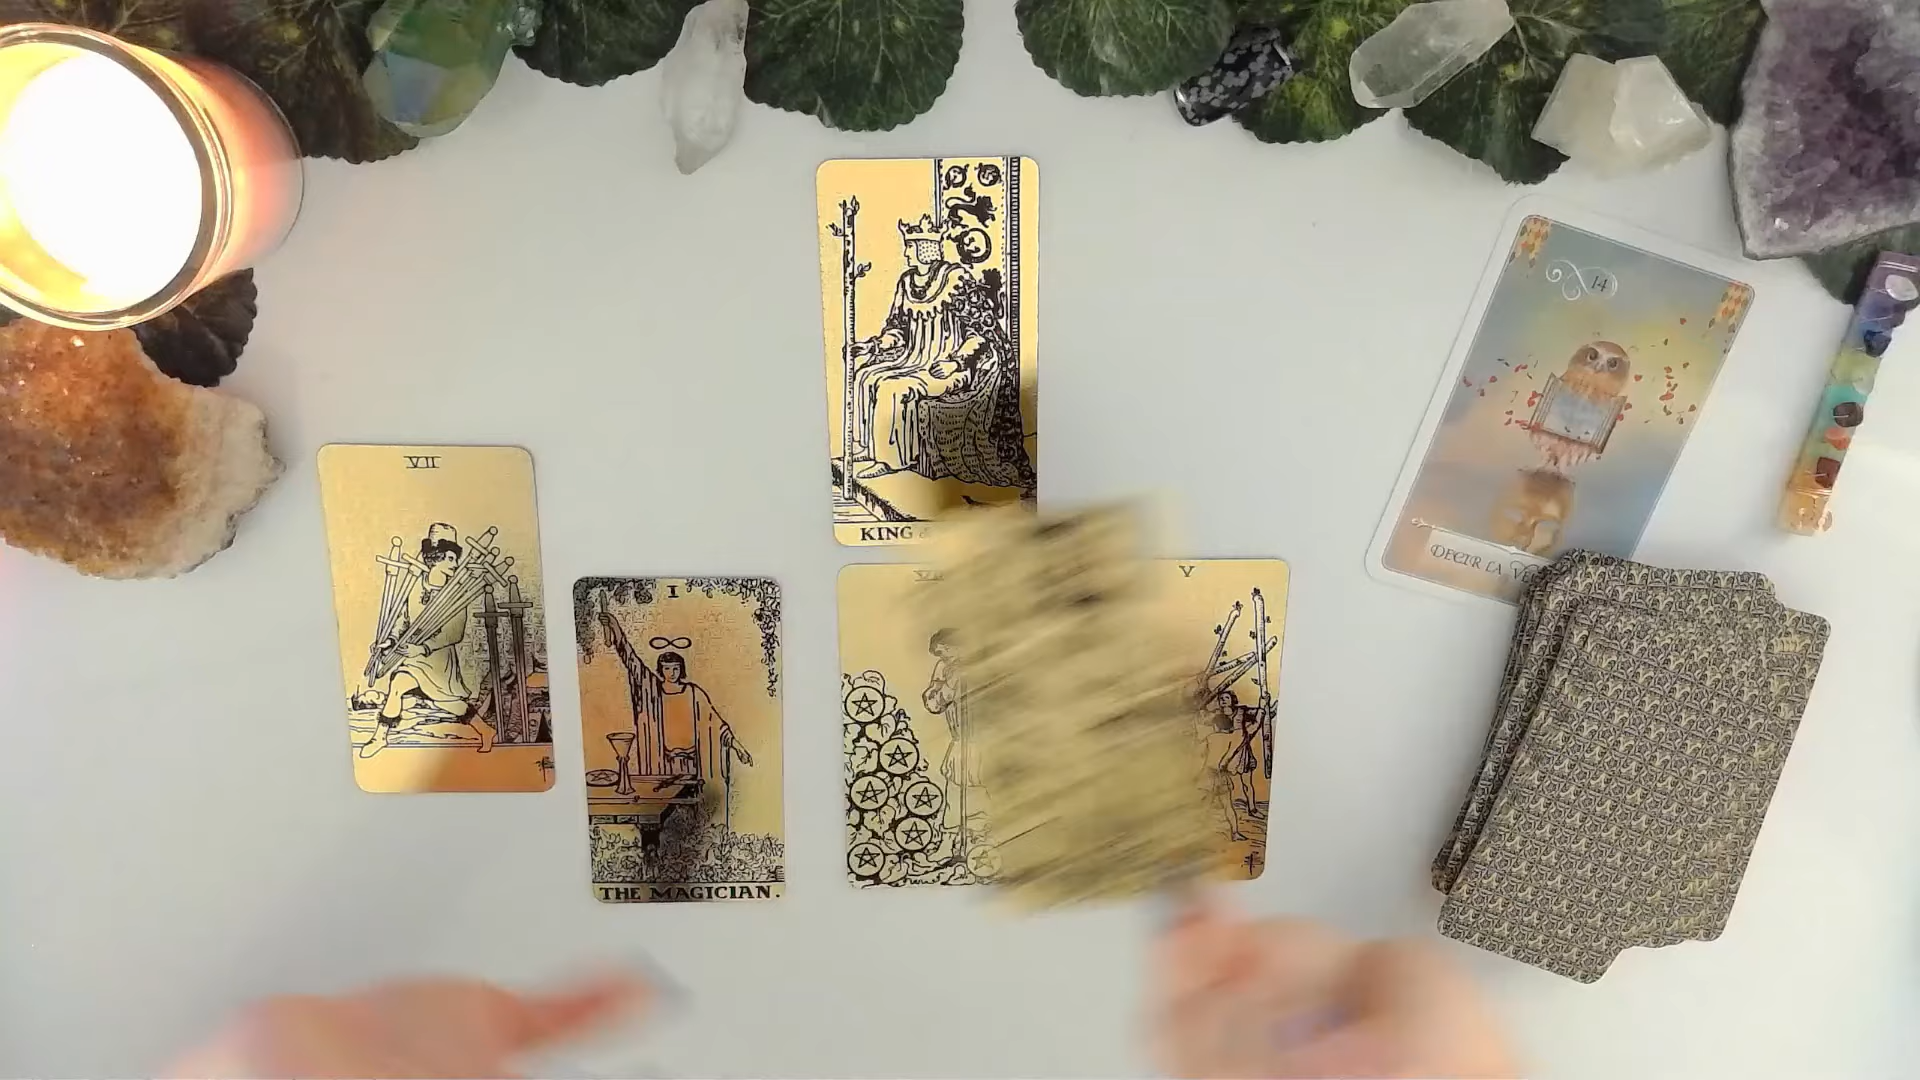 KING
VII
I
THE MAGICIAN.
V
14
DECIR LA